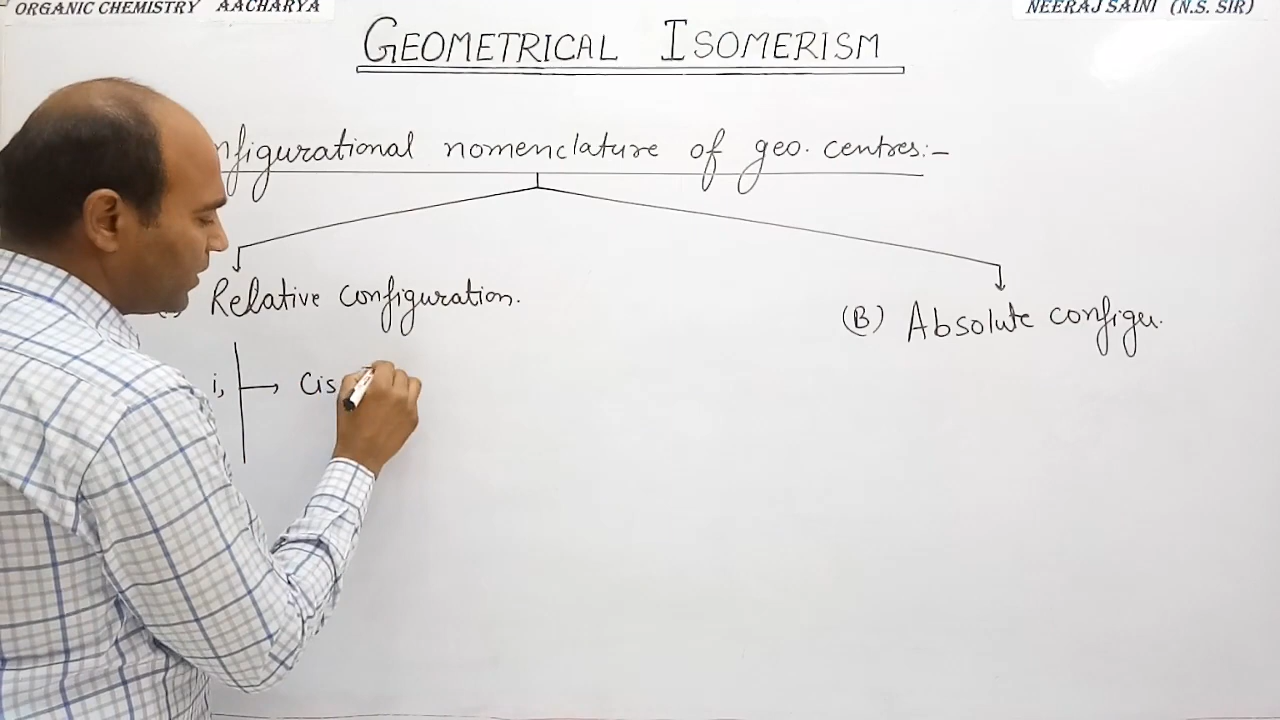 ORGANIC CHEMISTRY AACHARYA
NEERAJ SAINI (N.S. SIR)
GEOMETRICAL ISOMERISM
nfigurational nomenclature of geo. centres:-
Relative configuration.
(B) Absolute configu.
i, → Cis